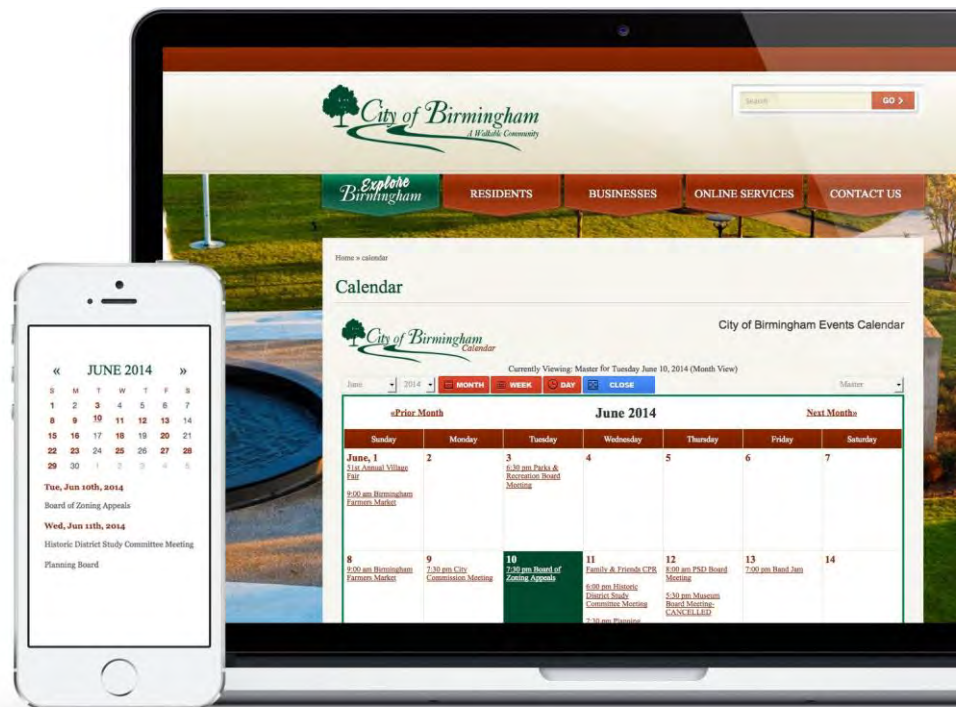 City of Birmingham
A Walkable Community
Search
GO >
Explore
Birmingham
RESIDENTS
BUSINESSES
ONLINE SERVICES
CONTACT US
Home » calendar
Calendar
City of Birmingham
Calendar
City of Birmingham Events Calendar
Currently Viewing: Master for Tuesday June 10, 2014 (Month View)
June 2014 MONTH WEEK DAY CLOSE Master
«Prior Month June 2014 Next Month»
Sunday Monday Tuesday Wednesday Thursday Friday Saturday
June, 1
51st Annual Village
Fair
9:00 am Birmingham
Farmers Market
2
3
6:30 pm Parks &
Recreation Board
Meeting
4
5
6
7
8
9:00 am Birmingham
Farmers Market
9
7:30 pm City
Commission Meeting
10
7:30 pm Board of
Zoning Appeals
11
Family & Friends CPR
6:00 pm Historic
District Study
Committee Meeting
7:30 pm Planning
12
8:00 am PSD Board
Meeting
5:30 pm Museum
Board Meeting-
CANCELLED
13
7:00 pm Band Jam
14
« JUNE 2014 »
S M T W T F S
1 2 3 4 5 6 7
8 9 10 11 12 13 14
15 16 17 18 19 20 21
22 23 24 25 26 27 28
29 30 1 2 3 4 5
Tue, Jun 10th, 2014
Board of Zoning Appeals
Wed, Jun 11th, 2014
Historic District Study Committee Meeting
Planning Board